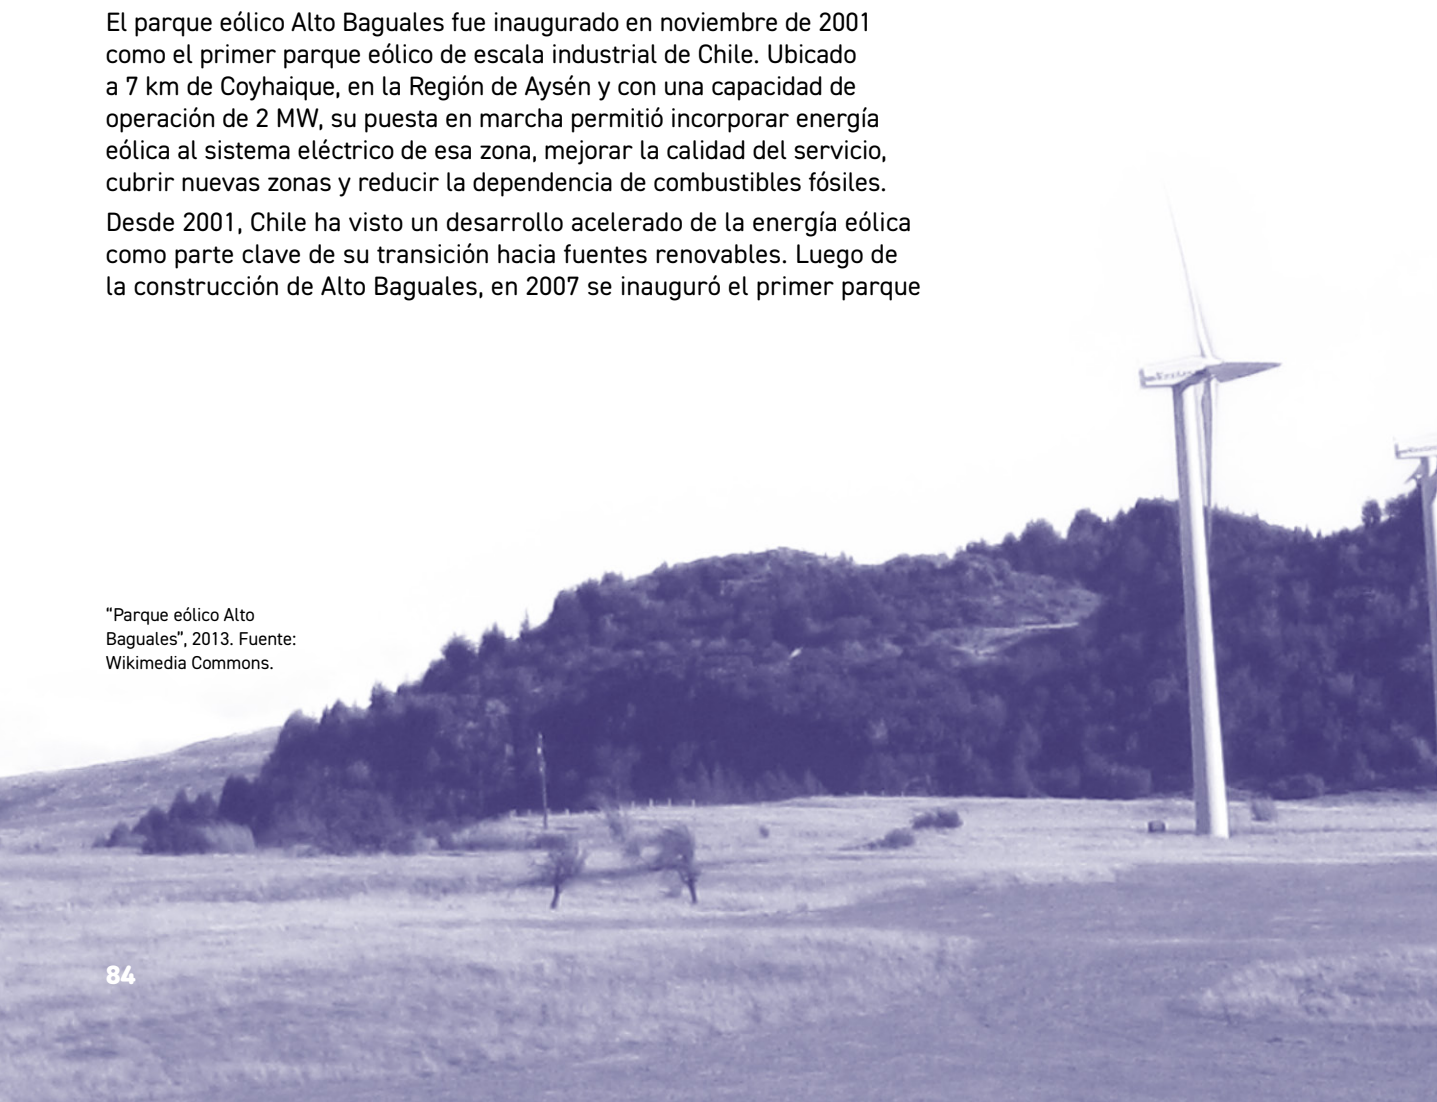 El parque eólico Alto Baguales fue inaugurado en noviembre de 2001
como el primer parque eólico de escala industrial de Chile. Ubicado
a 7 km de Coyhaique, en la Región de Aysén y con una capacidad de
operación de 2 MW, su puesta en marcha permitió incorporar energía
eólica al sistema eléctrico de esa zona, mejorar la calidad del servicio,
cubrir nuevas zonas y reducir la dependencia de combustibles fósiles.
Desde 2001, Chile ha visto un desarrollo acelerado de la energía eólica
como parte clave de su transición hacia fuentes renovables. Luego de
la construcción de Alto Baguales, en 2007 se inauguró el primer parque
“Parque eólico Alto
Baguales”, 2013. Fuente:
Wikimedia Commons.
84